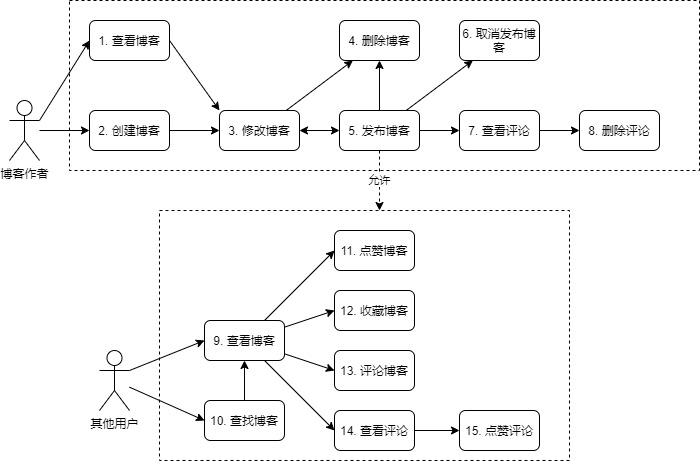 1. 查看博客
4. 删除博客
6. 取消发布博
客
2. 创建博客
3. 修改博客
5. 发布博客
7. 查看评论
8. 删除评论
博客作者
允许
11. 点赞博客
12. 收藏博客
9. 查看博客
13. 评论博客
其他用户
10. 查找博客
14. 查看评论
15. 点赞评论